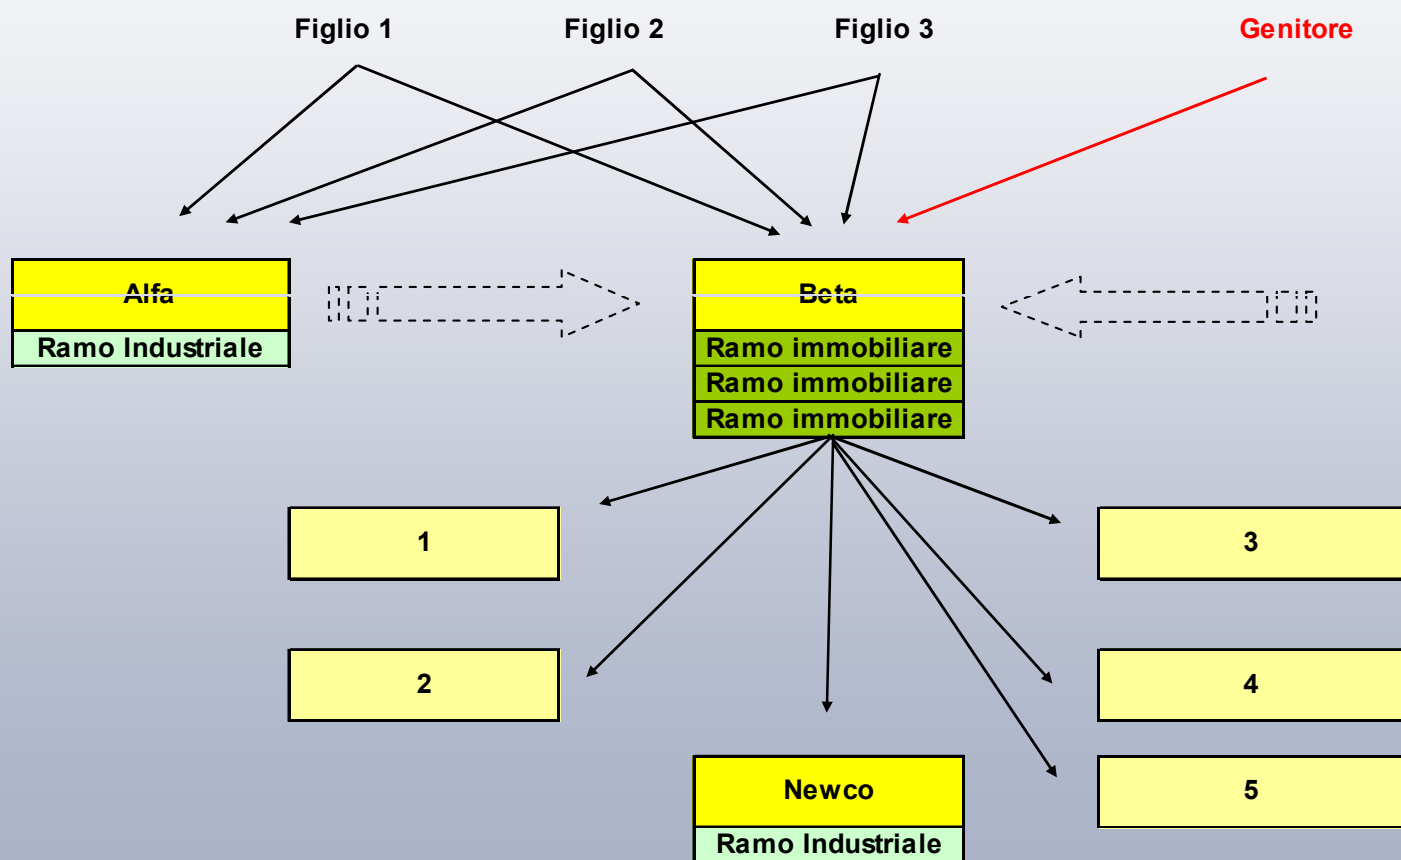 Figlio 1 Figlio 2 Figlio 3 Genitore
Alfa Beta
Ramo Industriale Ramo immobiliare
Ramo immobiliare
Ramo immobiliare
1 3
2 4
Newco 5
Ramo Industriale